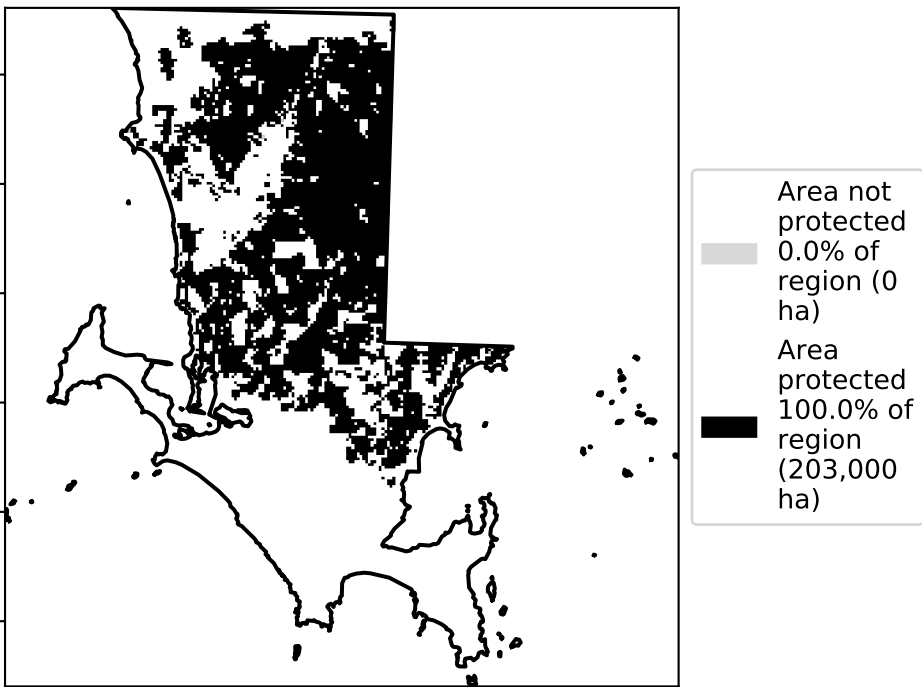 Area not
protected
0.0% of
region (0
ha)
Area
protected
100.0% of
region
(203,000
ha)